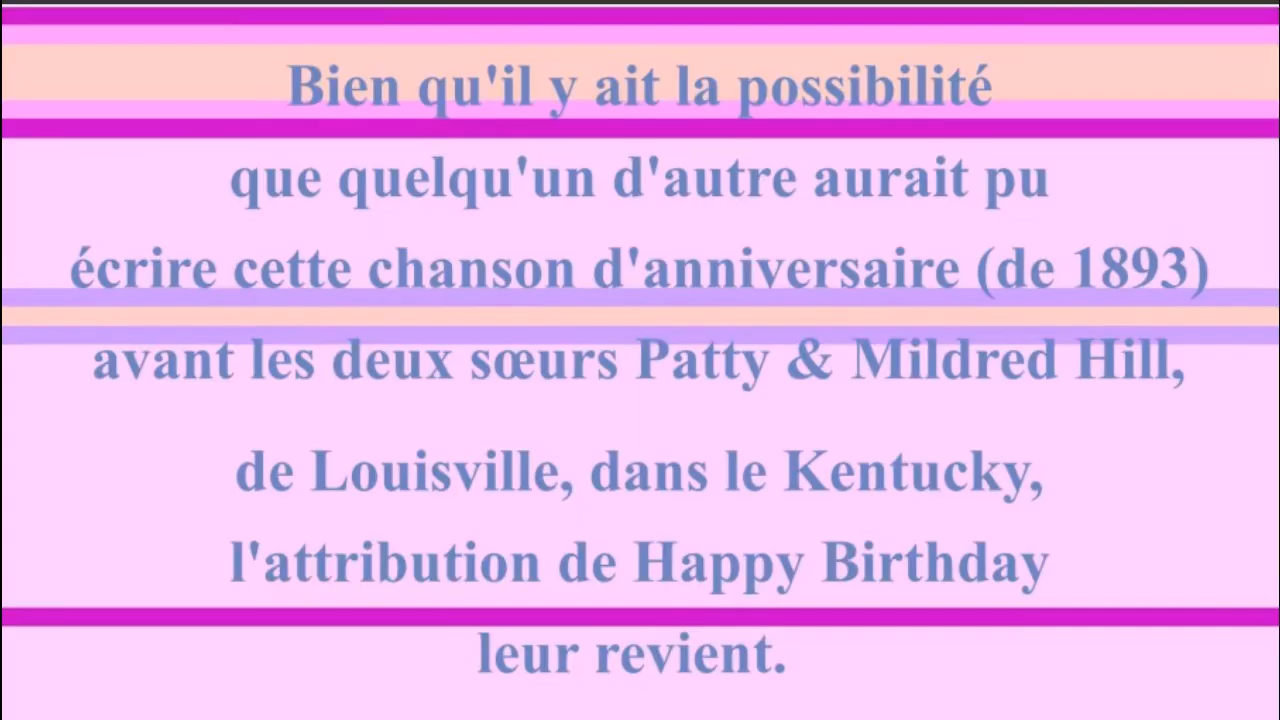 Bien qu'il y ait la possibilité
que quelqu'un d'autre aurait pu
écrire cette chanson d'anniversaire (de 1893)
avant les deux sœurs Patty & Mildred Hill,
de Louisville, dans le Kentucky,
l'attribution de Happy Birthday
leur revient.